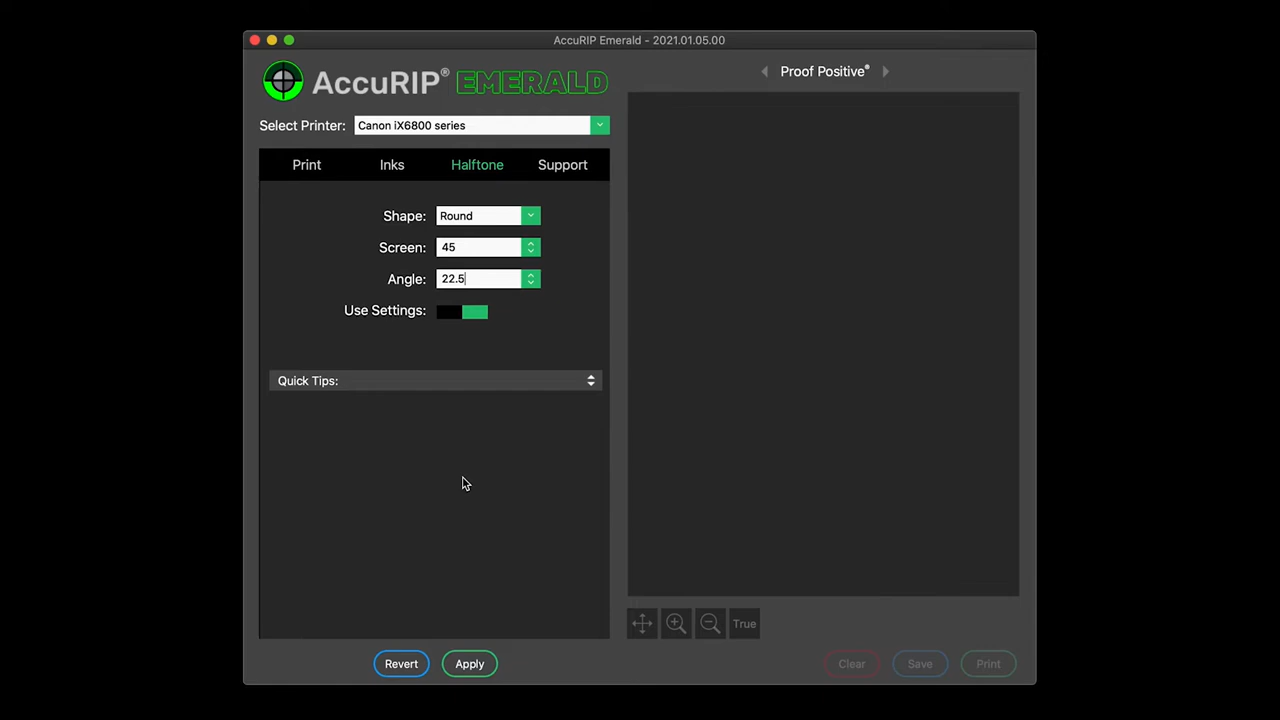 AccuRIP Emerald - 2021.01.05.00
AccuRIP® EMERALD
Proof Positive®
Select Printer: Canon iX6800 series
Print Inks Halftone Support
Shape: Round
Screen: 45
Angle: 22.5
Use Settings:
Quick Tips:
True
Revert Apply Clear Save Print